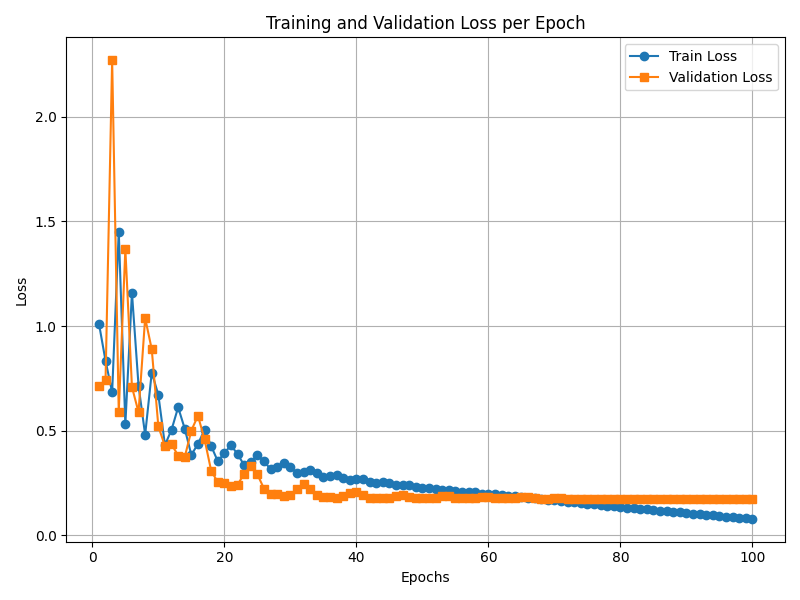 Training and Validation Loss per Epoch
Train Loss
Validation Loss
2.0
1.5
1.0
0.5
0.0
Loss
0 20 40 60 80 100
Epochs